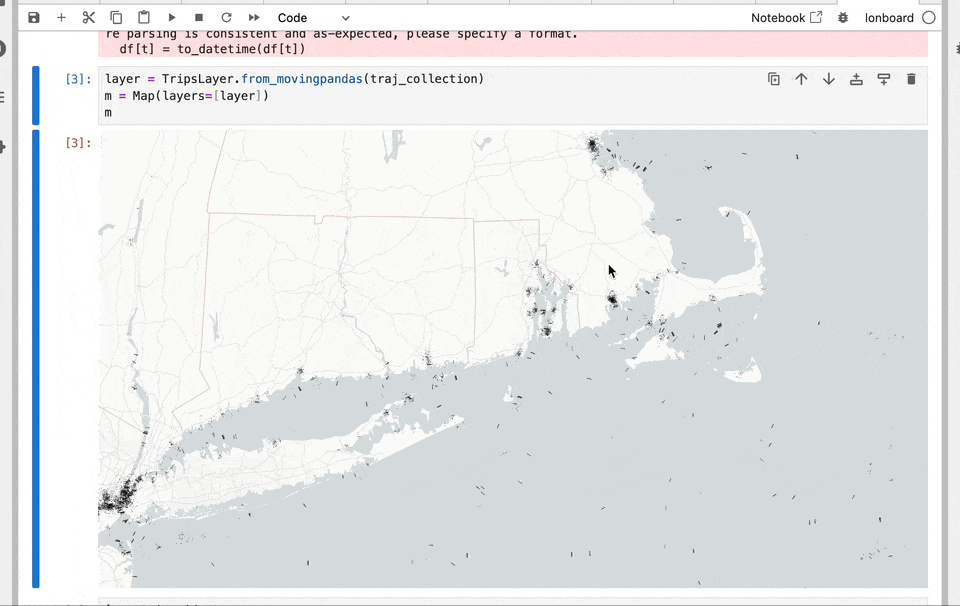 Code
Notebook
lonboard
re parsing is consistent and as-expected, please specify a format.
df[t] = to_datetime(df[t])
[3]:
layer = TripsLayer.from_movingpandas(traj_collection)
m = Map(layers=[layer])
m
[3]: